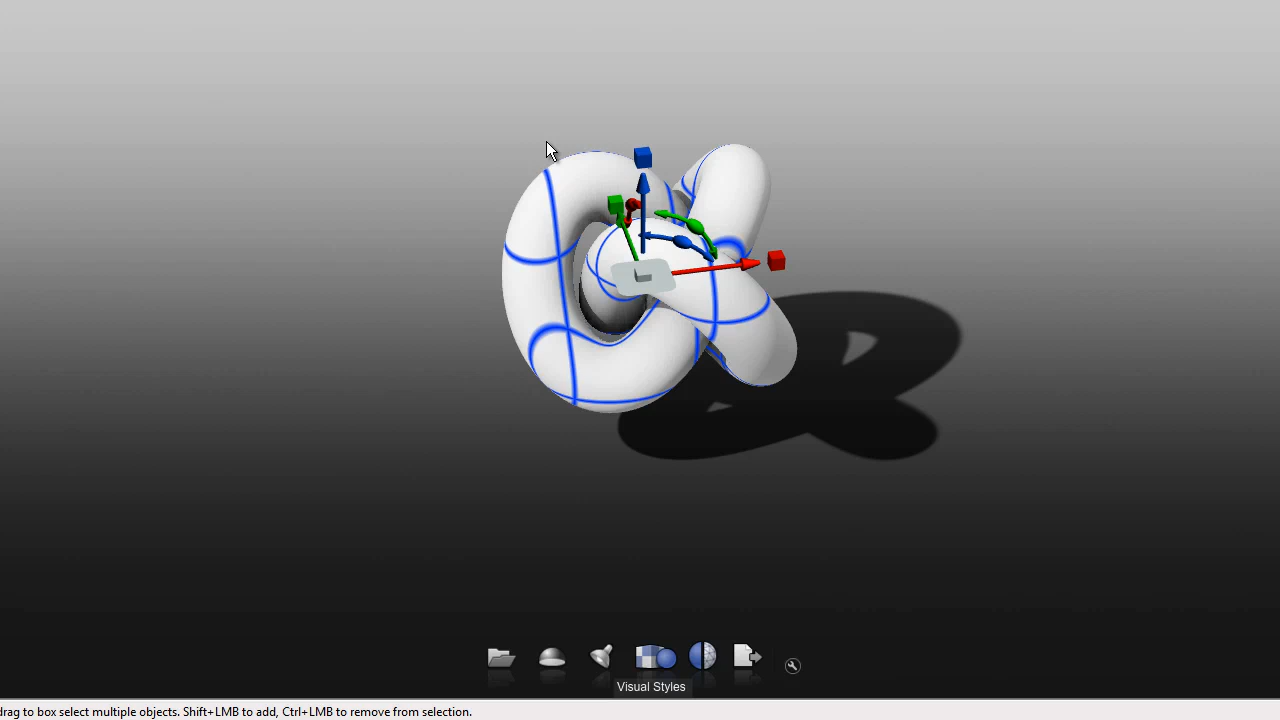 Visual Styles
drag to box select multiple objects. Shift+LMB to add, Ctrl+LMB to remove from selection.